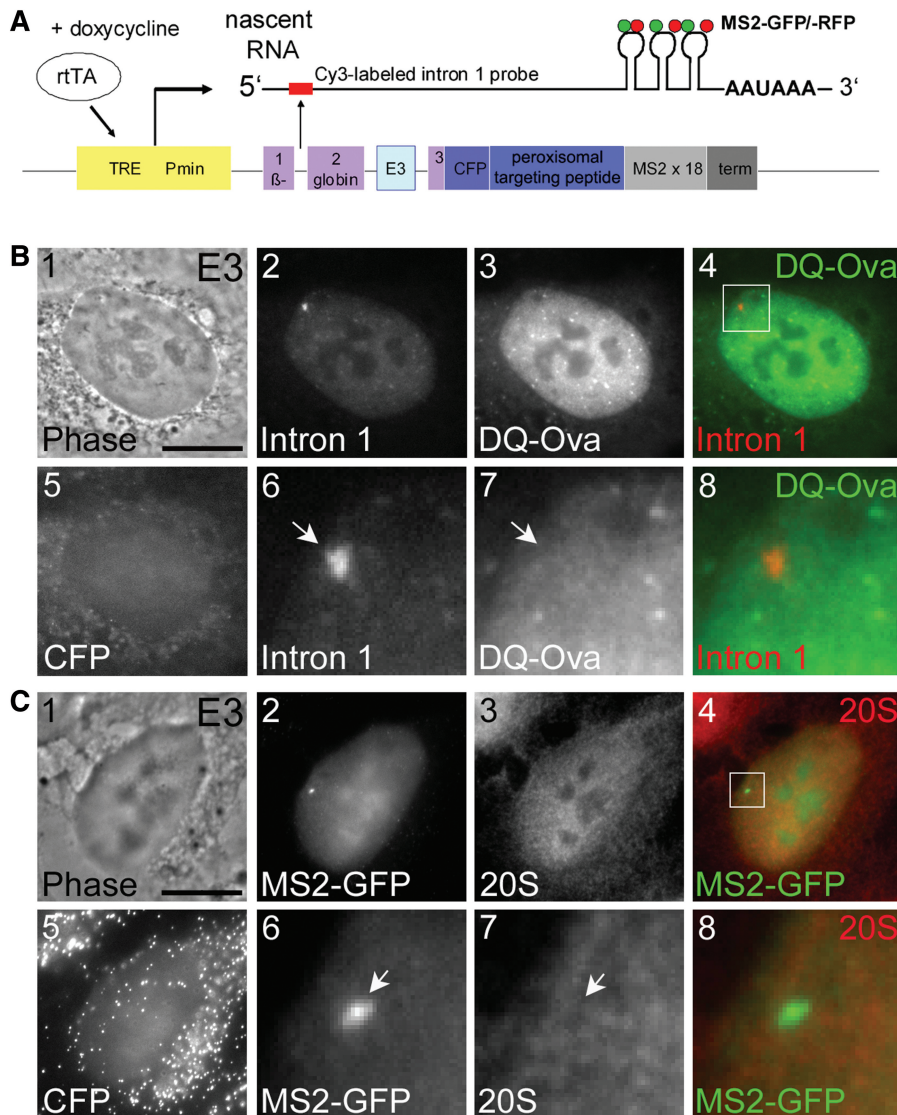 A
+ doxycycline
rtTA
nascent
RNA
5‘
Cy3-labeled intron 1 probe
MS2-GFP/-RFP
AAUAAA
3‘
TRE
Pmin
1
ß-
2
globin
E3
3
CFP
peroxisomal
targeting peptide
MS2 x 18
term
B
1
E3
Phase
2
Intron 1
3
DQ-Ova
4
DQ-Ova
Intron 1
5
CFP
6
Intron 1
7
DQ-Ova
8
DQ-Ova
Intron 1
C
1
E3
Phase
2
MS2-GFP
3
20S
4
20S
MS2-GFP
5
CFP
6
MS2-GFP
7
20S
8
20S
MS2-GFP